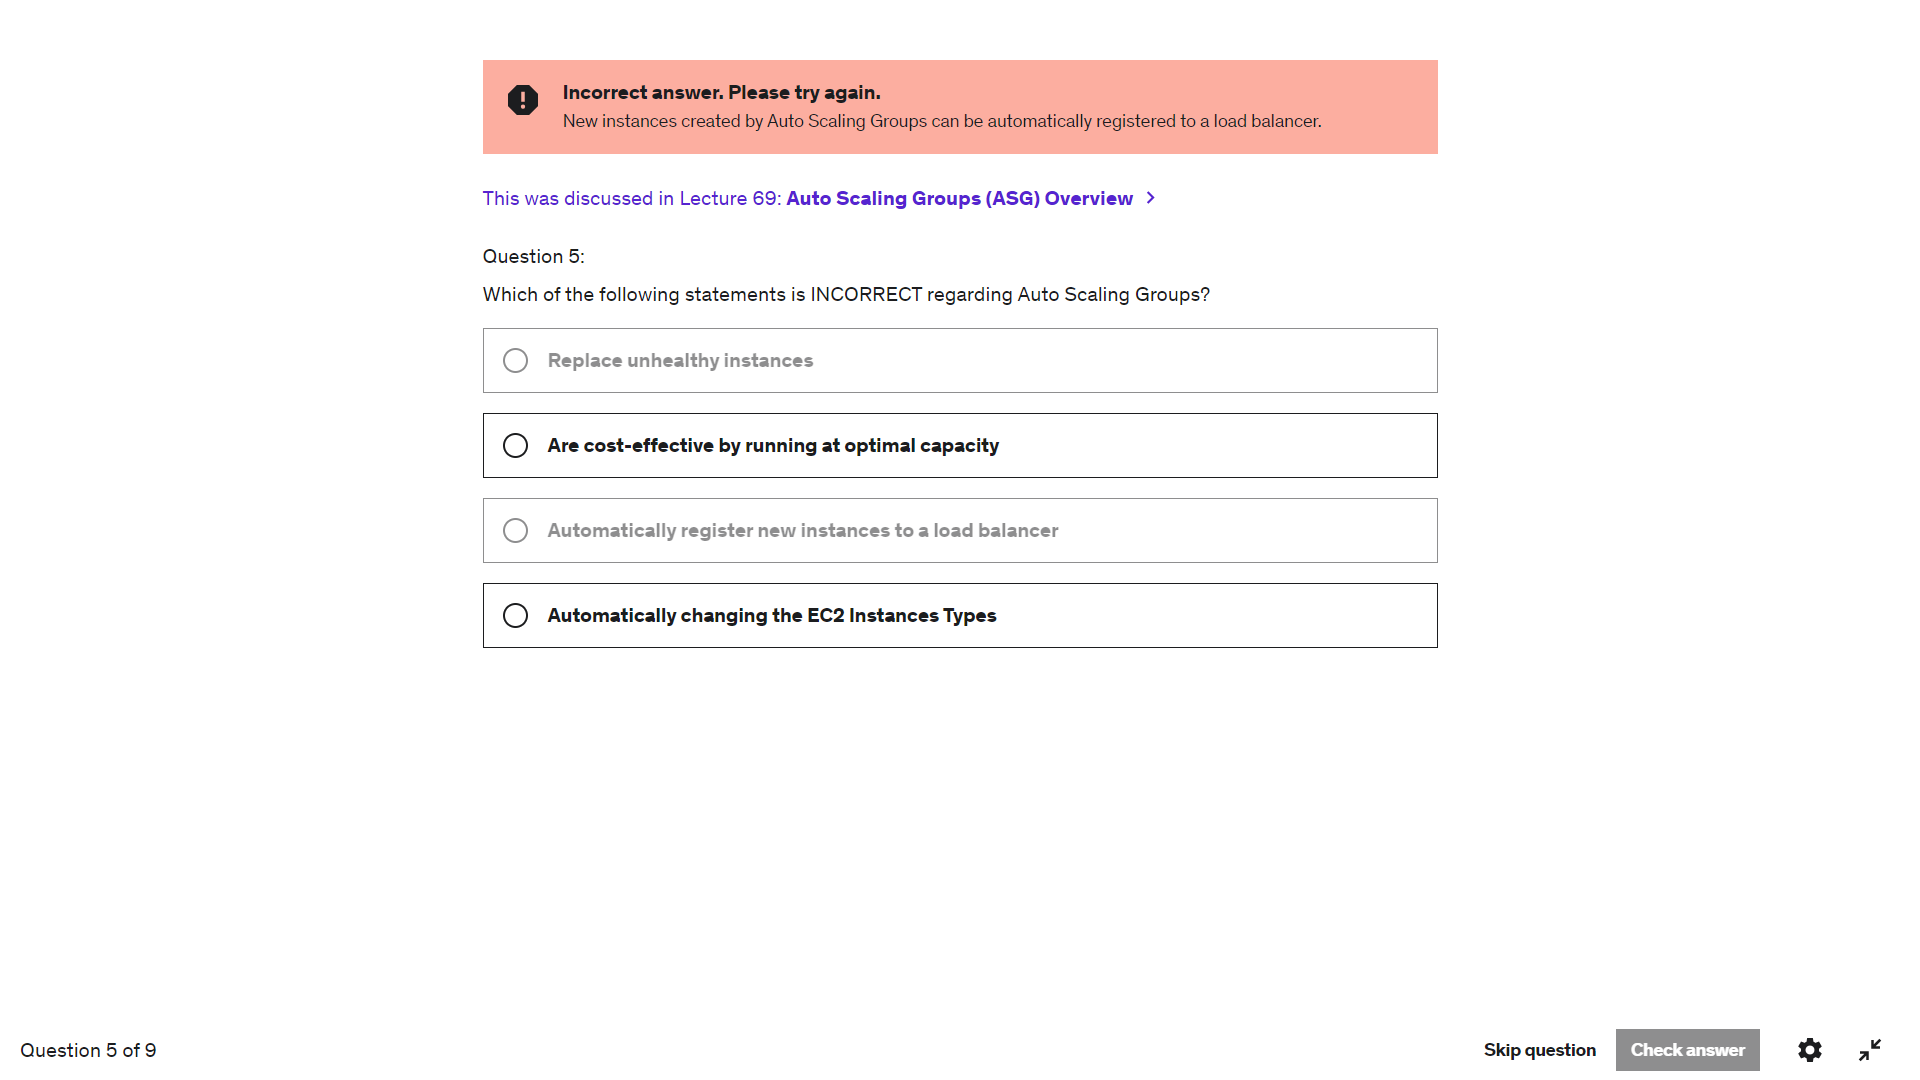 Incorrect answer. Please try again.
New instances created by Auto Scaling Groups can be automatically registered to a load balancer.
This was discussed in Lecture 69: Auto Scaling Groups (ASG) Overview
Question 5:
Which of the following statements is INCORRECT regarding Auto Scaling Groups?
Replace unhealthy instances
Are cost-effective by running at optimal capacity
Automatically register new instances to a load balancer
Automatically changing the EC2 Instances Types
Question 5 of 9
Skip question
Check answer